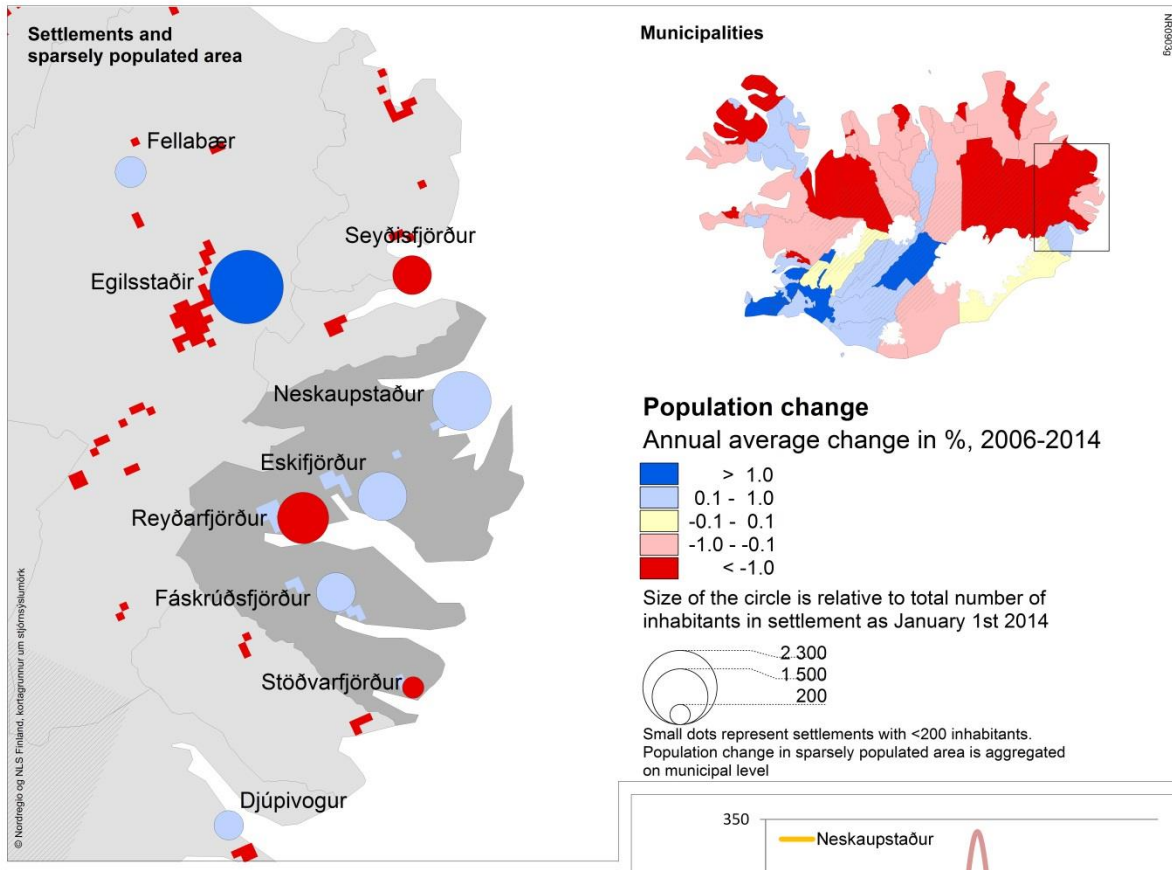 Settlements and
sparsely populated area
Fellabær
Seyðisfjörður
Egilsstaðir
Neskaupstaður
Eskifjörður
Reyðarfjörður
Fáskrúðsfjörður
Stöðvarfjörður
Djúpivogur
© Nordregio og NLS Finland, kortagrunnur um stjórnsýslumörk
Municipalities
NR0903g
Population change
Annual average change in %, 2006-2014
> 1.0
0.1 - 1.0
-0.1 - 0.1
-1.0 - -0.1
< -1.0
Size of the circle is relative to total number of
inhabitants in settlement as January 1st 2014
2 300
1 500
200
Small dots represent settlements with <200 inhabitants.
Population change in sparsely populated area is aggregated
on municipal level
350
Neskaupstaður